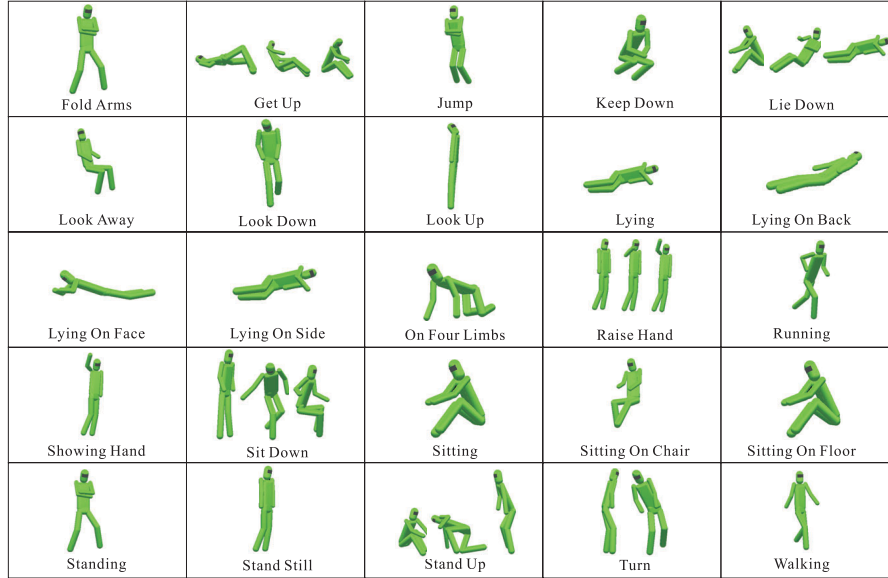 Fold Arms
Get Up
Jump
Keep Down
Lie Down
Look Away
Look Down
Look Up
Lying
Lying On Back
Lying On Face
Lying On Side
On Four Limbs
Raise Hand
Running
Showing Hand
Sit Down
Sitting
Sitting On Chair
Sitting On Floor
Standing
Stand Still
Stand Up
Turn
Walking